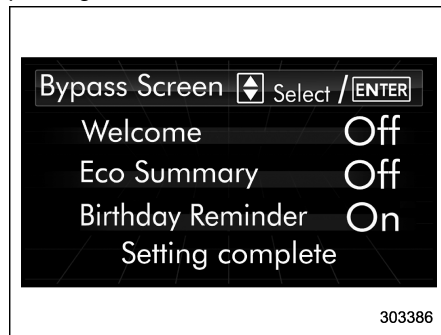 Bypass Screen Select / ENTER
Welcome Off
Eco Summary Off
Birthday Reminder On
Setting complete
303386